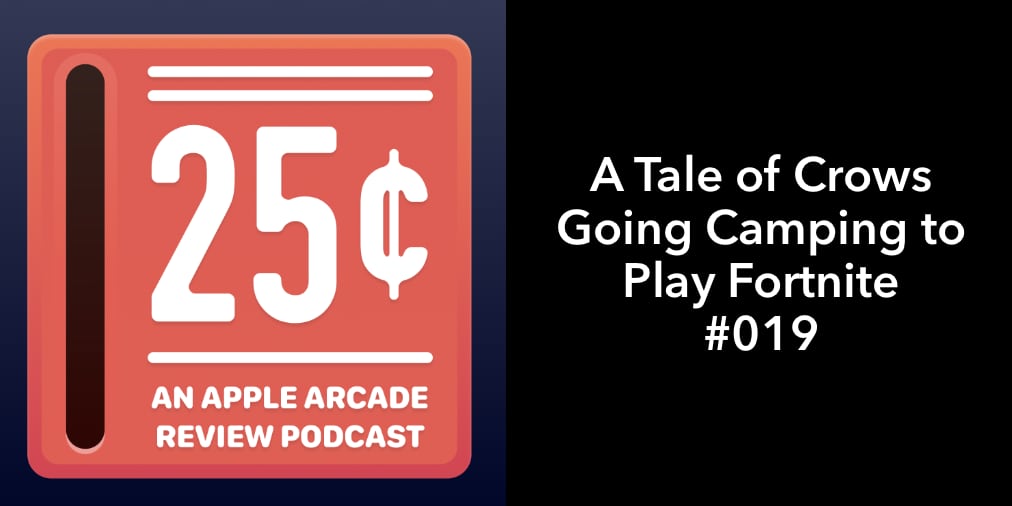 25¢
AN APPLE ARCADE
REVIEW PODCAST
A Tale of Crows
Going Camping to
Play Fortnite
#019